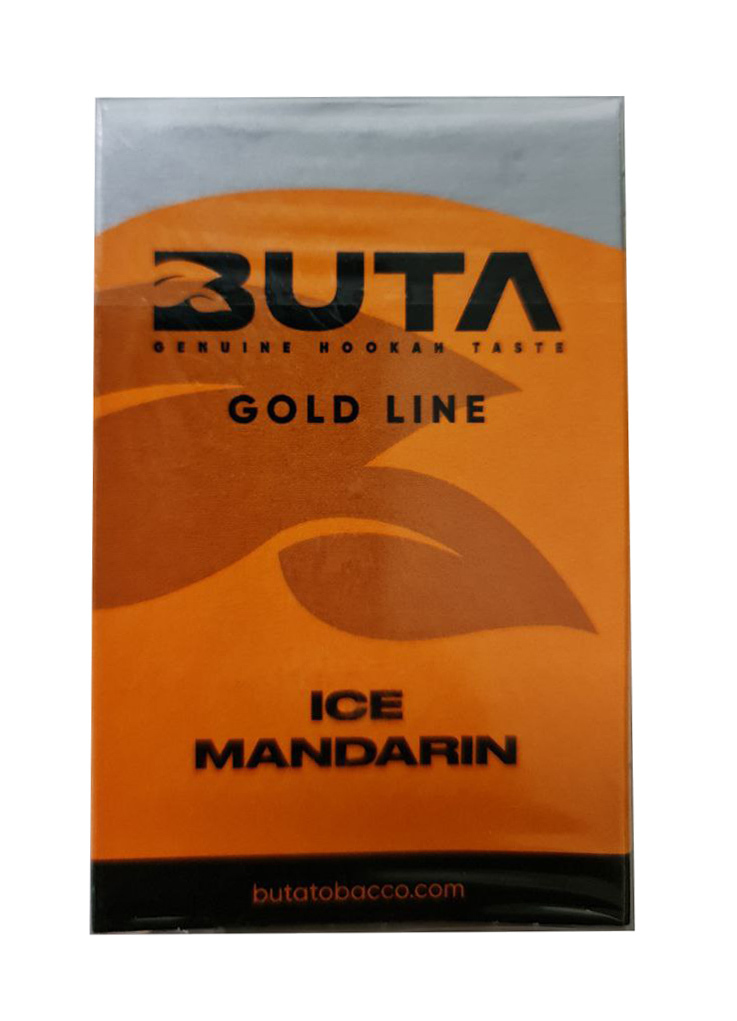 BUTA
GENUINE HOOKAH TASTE
GOLD LINE
ICE
MANDARIN
butatobacco.com